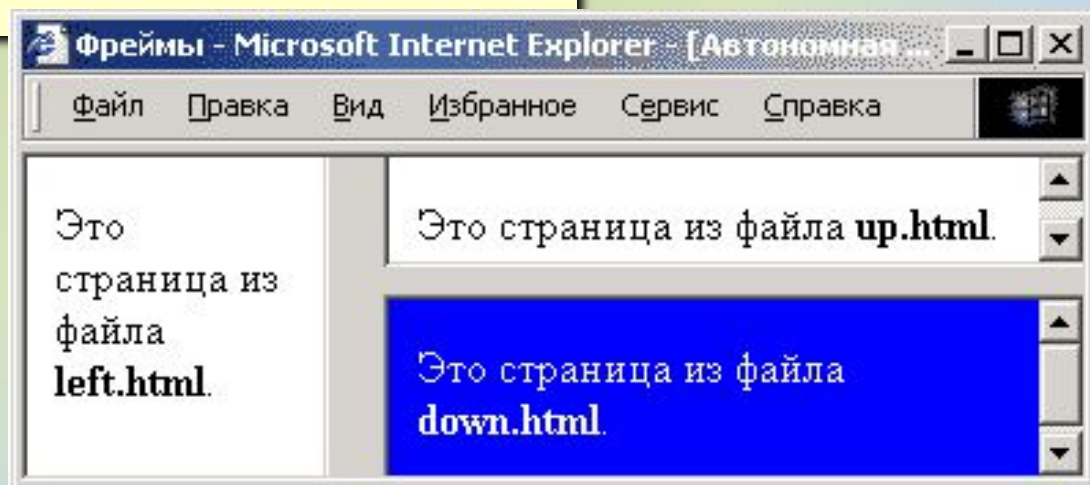 Фреймы - Microsoft Internet Explorer - [Автономная ...
Файл Правка Вид Избранное Сервис Справка
Это
страница из
файла
left.html.
Это страница из файла up.html.
Это страница из файла
down.html.